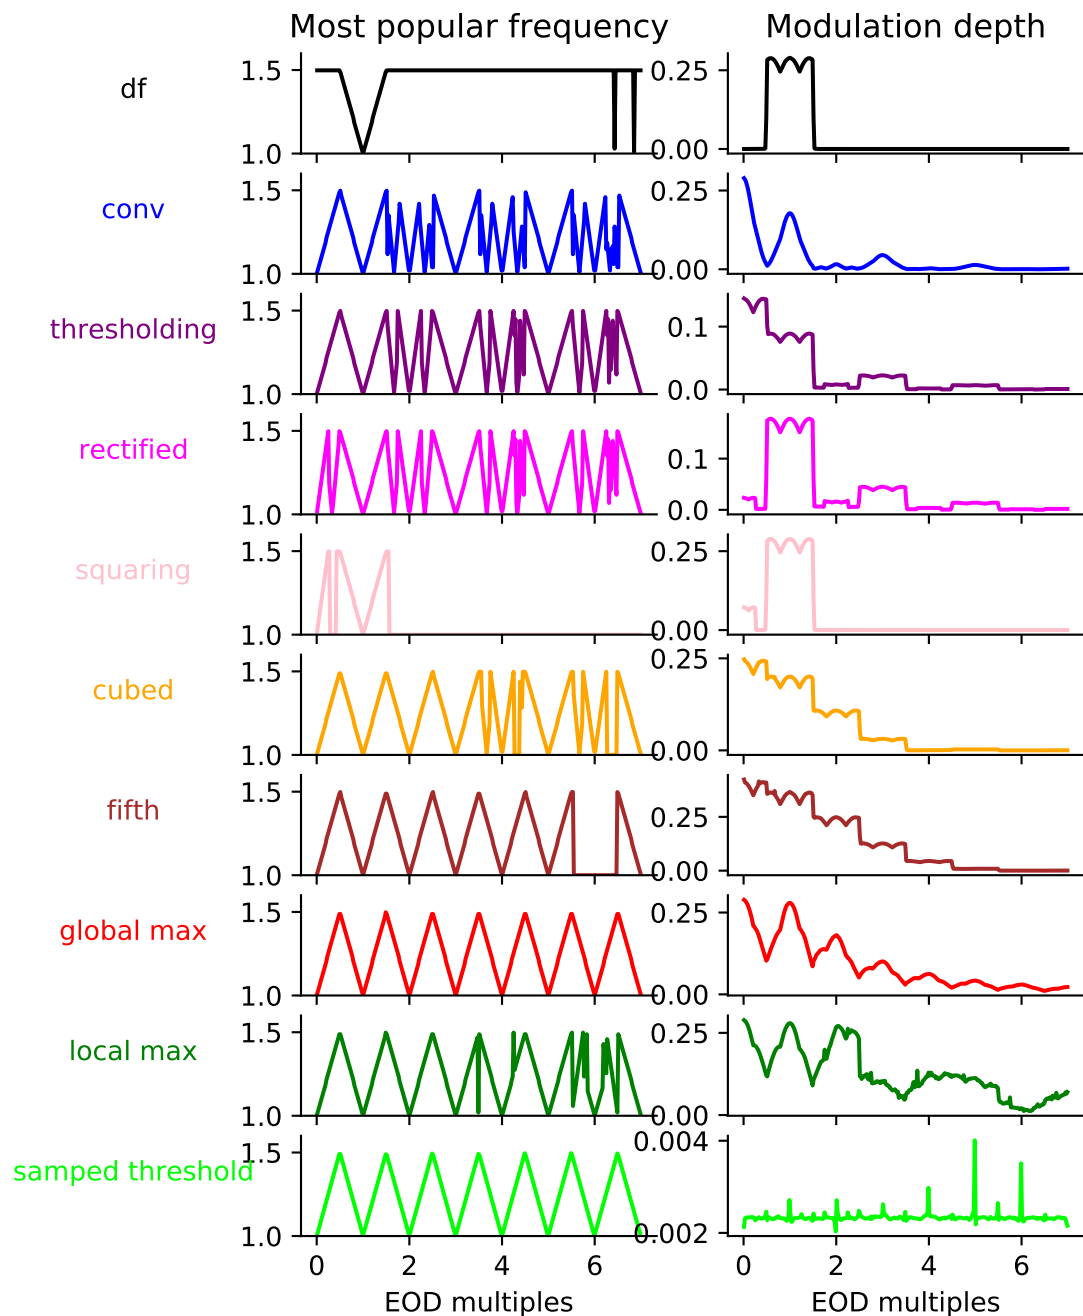 Most popular frequency Modulation depth
df 1.5 1.0 0.25 0.00
conv 1.5 1.0 0.25 0.00
thresholding 1.5 1.0 0.1 0.0
rectified 1.5 1.0 0.1 0.0
squaring 1.5 1.0 0.25 0.00
cubed 1.5 1.0 0.25 0.00
fifth 1.5 1.0 0.25 0.00
global max 1.5 1.0 0.25 0.00
local max 1.5 1.0 0.25 0.00
samped threshold 1.5 1.0 0.004 0.002
0 2 4 6 0 2 4 6
EOD multiples EOD multiples